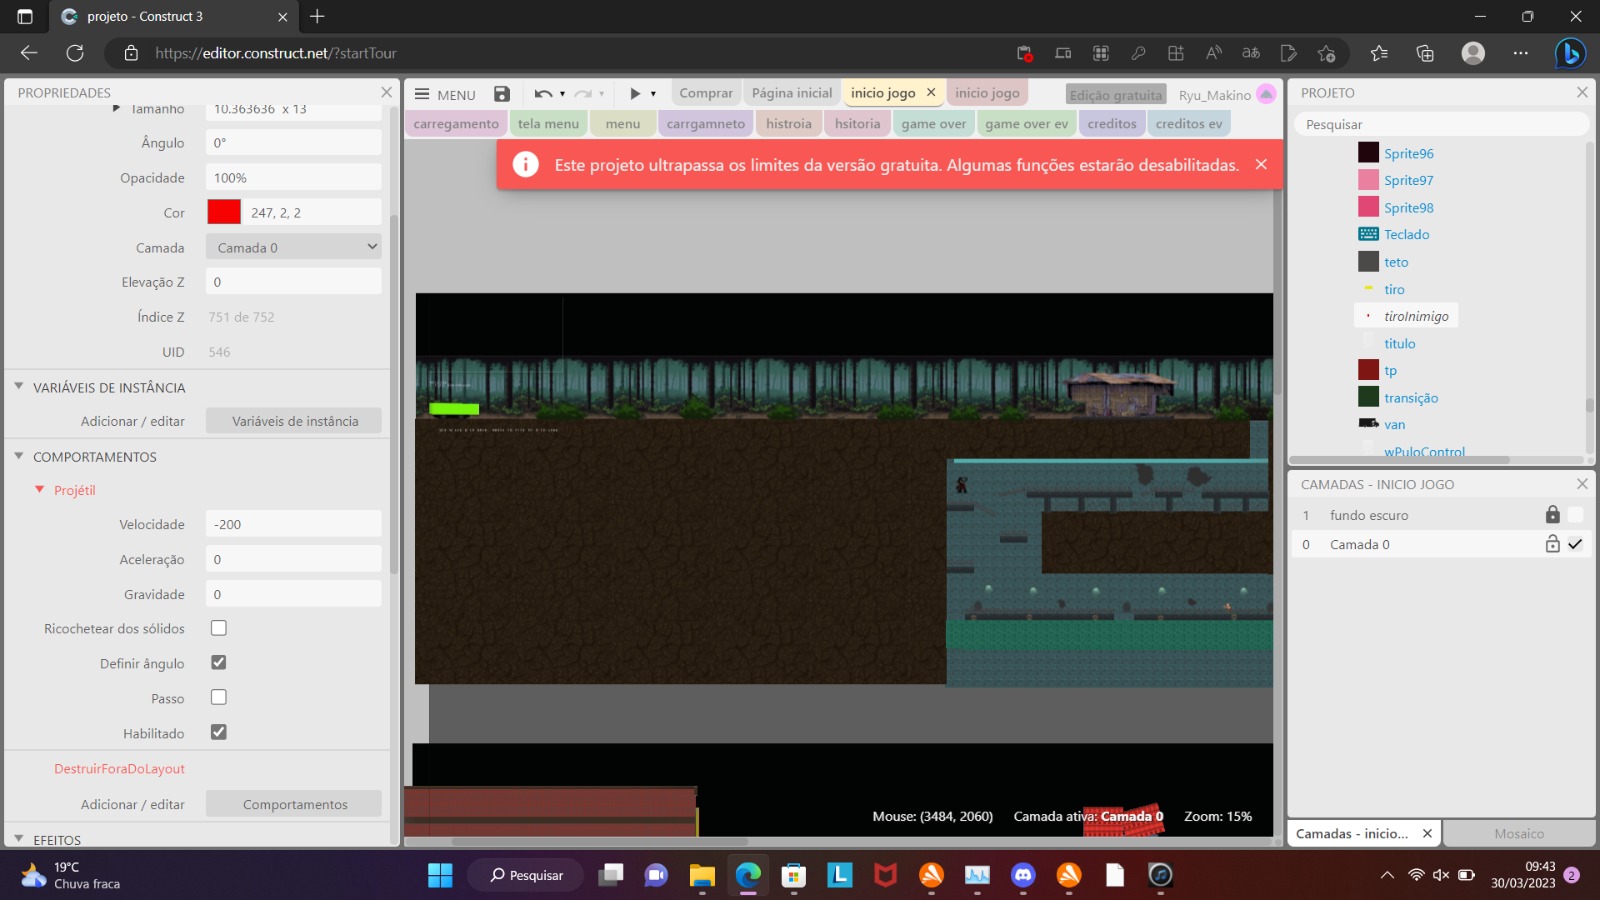 projeto - Construct 3
https://editor.construct.net/?startTour
PROPRIEDADES
Tamanho 10.363636 x 13
Ângulo 0°
Opacidade 100%
Cor 247, 2, 2
Camada Camada 0
Elevação Z 0
Índice Z 751 de 752
UID 546
VARIÁVEIS DE INSTÂNCIA
Adicionar / editar Variáveis de instância
COMPORTAMENTOS
Projétil
Velocidade -200
Aceleração 0
Gravidade 0
Ricochetear dos sólidos
Definir ângulo
Passo
Habilitado
DestruirForaDoLayout
Adicionar / editar Comportamentos
EFEITOS
MENU
Comprar Página inicial inicio jogo inicio jogo Edição gratuita Ryu_Makino
carregamento tela menu menu carrgamneto histroia hsitoria game over game over ev creditos creditos ev
Este projeto ultrapassa os limites da versão gratuita. Algumas funções estarão desabilitadas.
Mouse: (3484, 2060) Camada ativa: Camada 0 Zoom: 15%
PROJETO
Pesquisar
Sprite96
Sprite97
Sprite98
Teclado
teto
tiro
tiroInimigo
titulo
tp
transição
van
wPuloControl
CAMADAS - INICIO JOGO
1 fundo escuro
0 Camada 0
Camadas - inicio... Mosaico
19°C
Chuva fraca
Pesquisar
09:43
30/03/2023
2